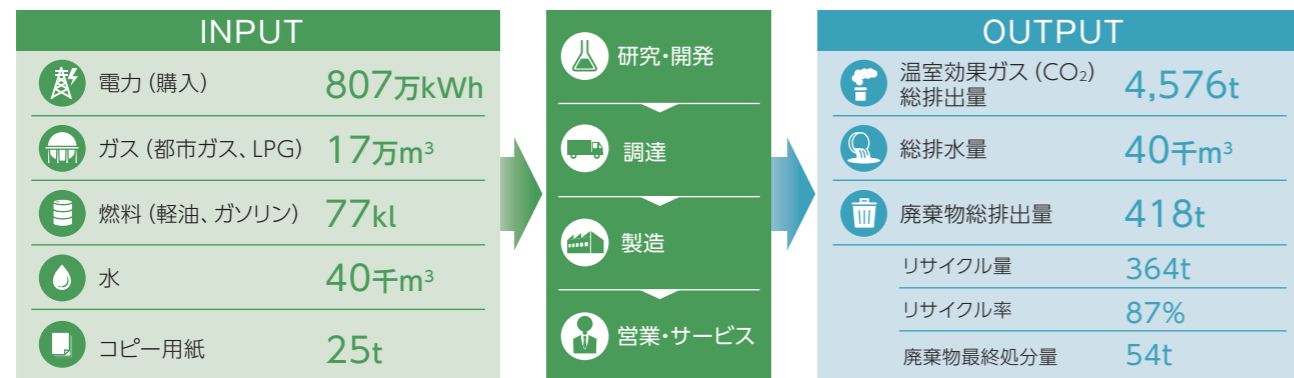 INPUT
電力（購入） 807万kWh
ガス（都市ガス、LPG） 17万m³
燃料（軽油、ガソリン） 77kl
水 40千m³
コピー用紙 25t
研究・開発
調達
製造
営業・サービス
OUTPUT
温室効果ガス（CO₂）
総排出量 4,576t
総排水量 40千m³
廃棄物総排出量 418t
リサイクル量 364t
リサイクル率 87%
廃棄物最終処分量 54t